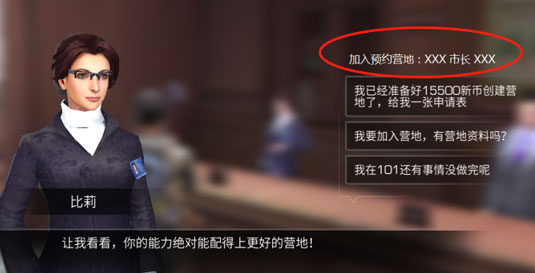 加入预约营地：XXX 市长 XXX
我已经准备好15500新币创建营
地了，给我一张申请表
我要加入营地，有营地资料吗？
我在101还有事情没做完呢
比莉
让我看看，你的能力绝对能配得上更好的营地！